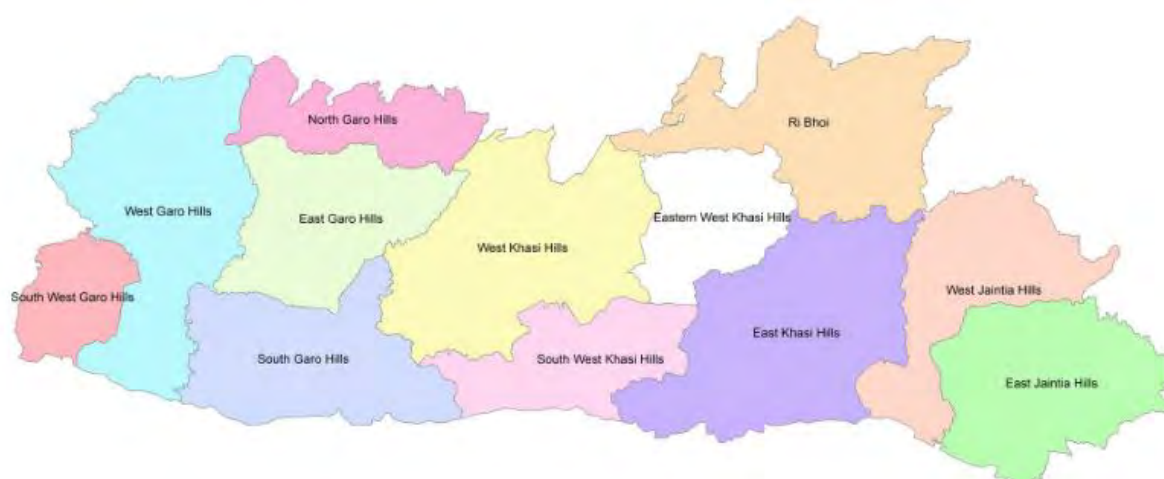 North Garo Hills
Ri Bhoi
West Garo Hills
East Garo Hills
Eastern West Khasi Hills
West Khasi Hills
South West Garo Hills
West Jaintia Hills
East Khasi Hills
South Garo Hills
South West Khasi Hills
East Jaintia Hills